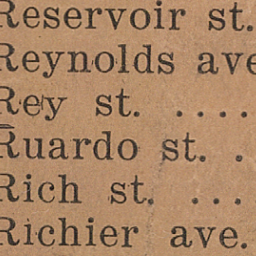 Reservoir st.
Reynolds ave
Rey st. ....
Ruardo st. .
Rich st. ...
Richier ave.